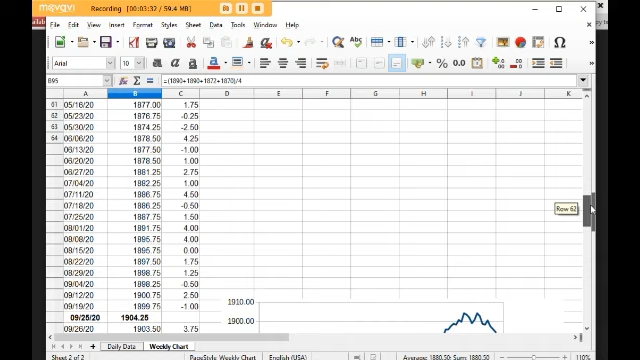 movavi Recording [00:03:32 / 59.4 MB]
File Edit View Insert Format Styles Sheet Data Tools Window Help
Arial
B95 =(1890+1890+1872+1870)/4
A B C D E F G H I J K
61 05/16/20 1877.00 1.75
62 05/23/20 1876.75 -0.25
63 05/30/20 1874.25 -2.50
64 06/06/20 1878.50 4.25
06/13/20 1877.50 -1.00
06/20/20 1878.50 1.00
06/27/20 1881.25 2.75
07/04/20 1882.25 1.00
07/11/20 1886.75 4.50
07/18/20 1886.25 -0.50
Row 62
07/25/20 1887.75 1.50
08/01/20 1891.75 4.00
08/08/20 1895.75 4.00
08/15/20 1895.75 0.00
08/22/20 1897.50 1.75
08/29/20 1898.75 1.25
09/04/20 1898.25 -0.50
09/12/20 1900.75 2.50
09/19/20 1899.75 -1.00
09/25/20 1904.25
09/26/20 1903.50 3.75
1910.00
1900.00
Daily Data Weekly Chart
Sheet 2 of 2 PageStyle_Weekly Chart English (USA) Average: 1880.50; Sum: 1880.50 110%